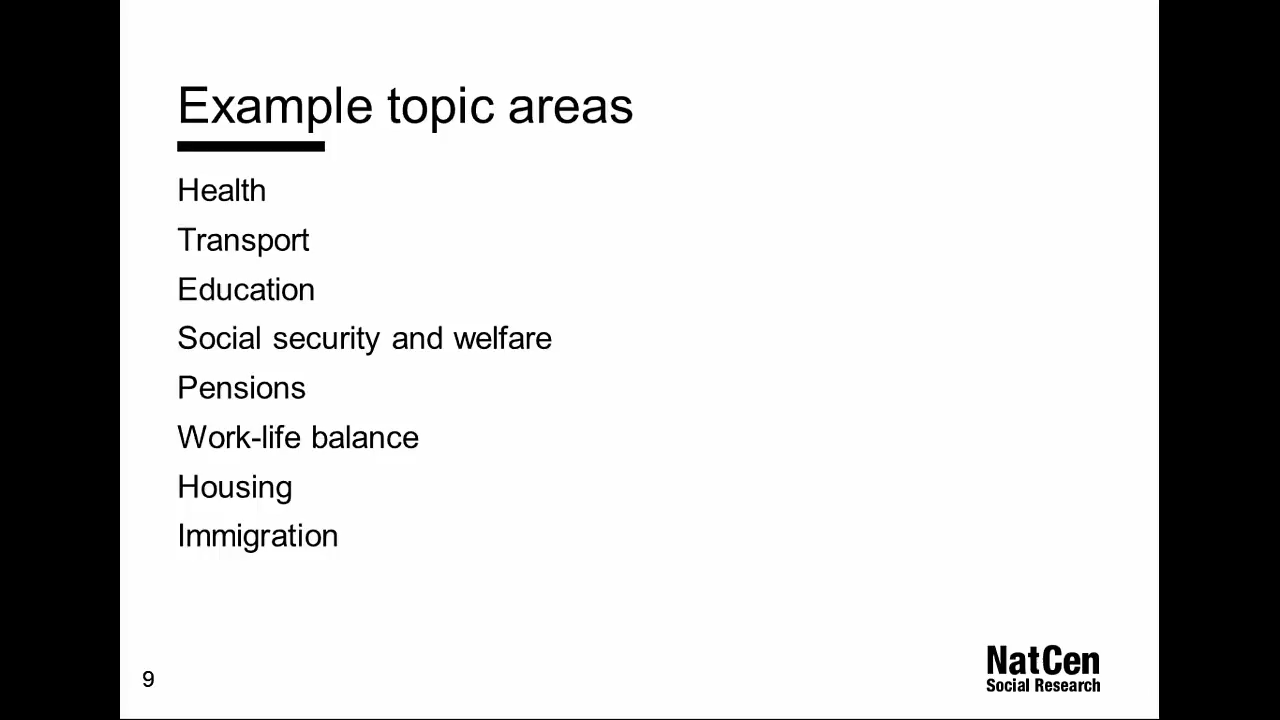 Example topic areas
Health
Transport
Education
Social security and welfare
Pensions
Work-life balance
Housing
Immigration
9
NatCen
Social Research